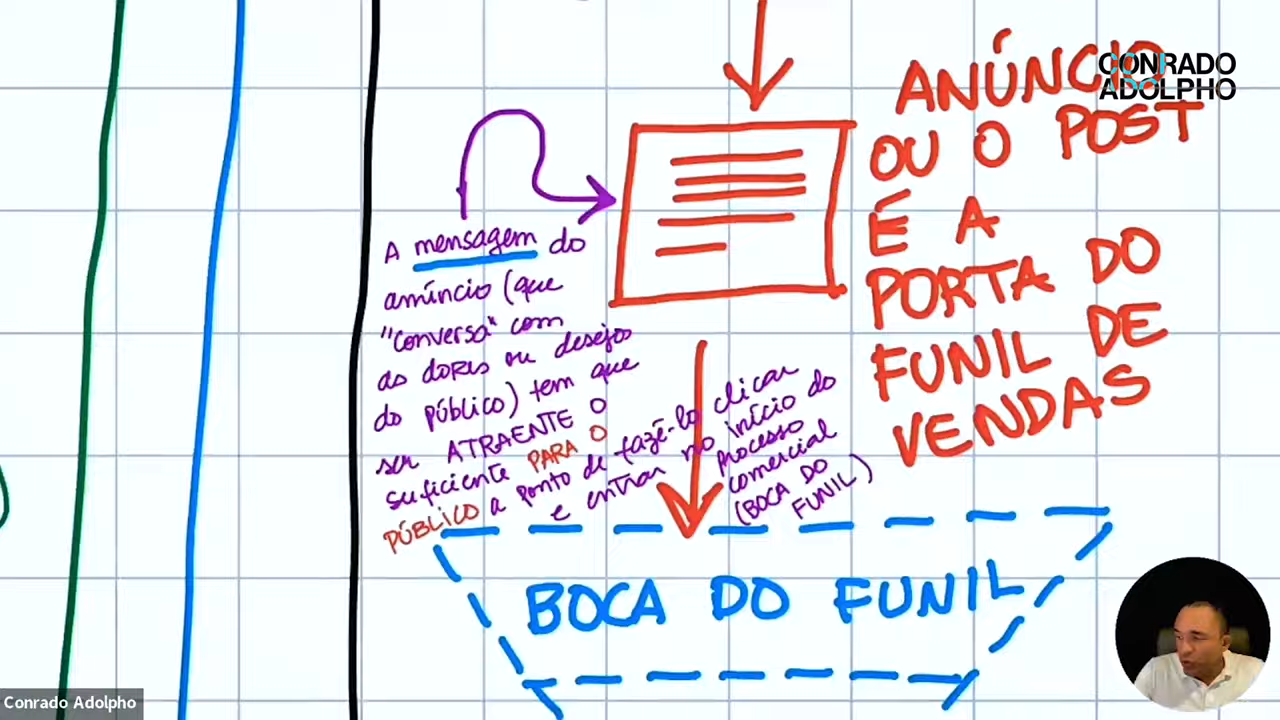 CONRADO
ADOLPHO
ANÚNCIO
OU O POST
É A
PORTA DO
FUNIL DE
VENDAS
A mensagem do
anúncio (que
"conversa" com
as DORES ou desejos
do público) tem que
ser ATRAENTE O
suficiente PARA O
PÚBLICO a ponto de fazê-lo clicar
e entrar no início do
processo
comercial
(BOCA DO
FUNIL)
BOCA DO FUNIL
Conrado Adolpho